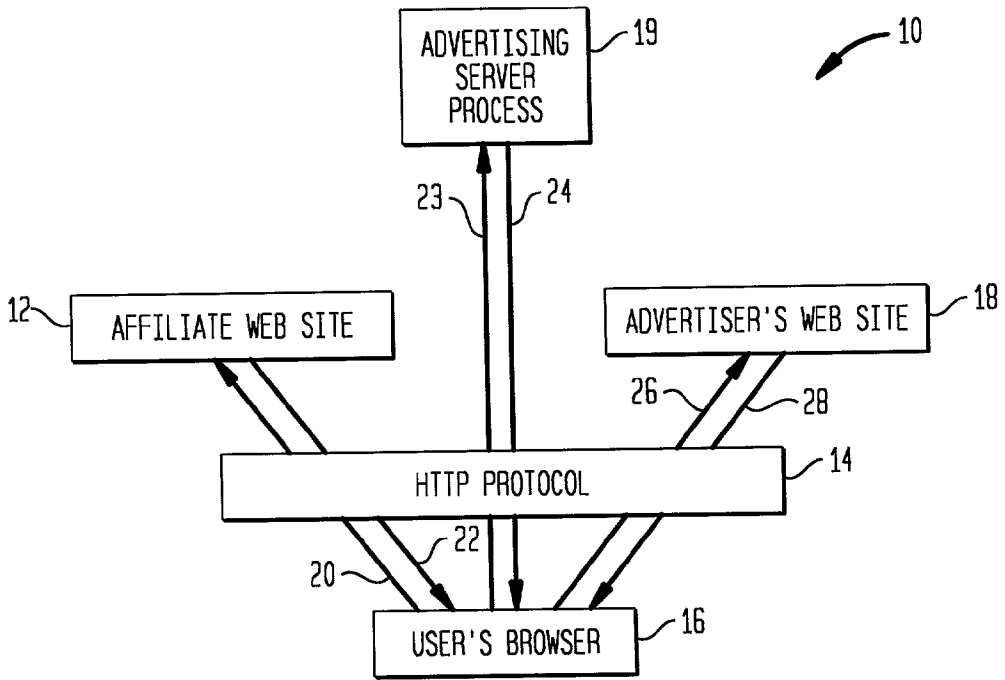 ADVERTISING
SERVER
PROCESS
19
10
23
24
12
AFFILIATE WEB SITE
ADVERTISER'S WEB SITE
18
26
28
HTTP PROTOCOL
14
20
22
USER'S BROWSER
16